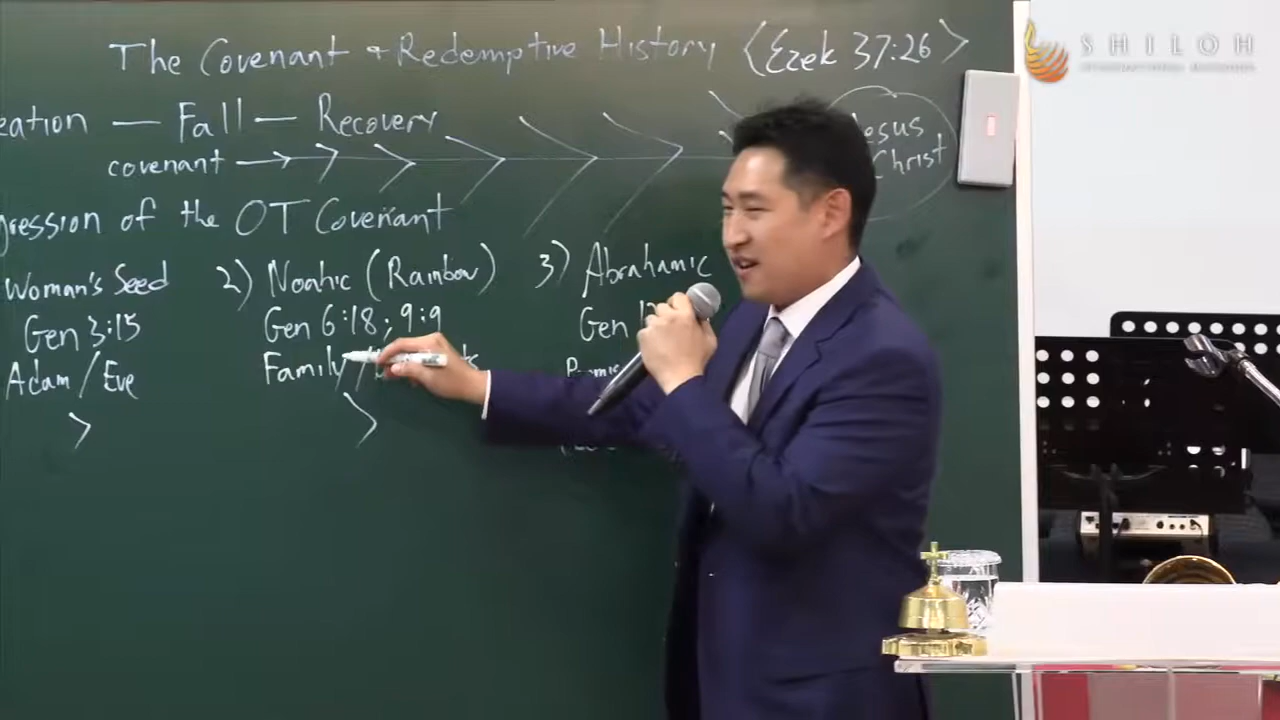 The Covenant & Redemptive History <Ezek 37:26>
SHILOH
eation — Fall — Recovery
covenant
Jesus
Christ
gression of the OT Covenant
Woman's Seed
Gen 3:15
Adam / Eve
2) Noahic (Rainbow)
Gen 6:18; 9:9
Family /
3) Abrahamic
Gen
Promis